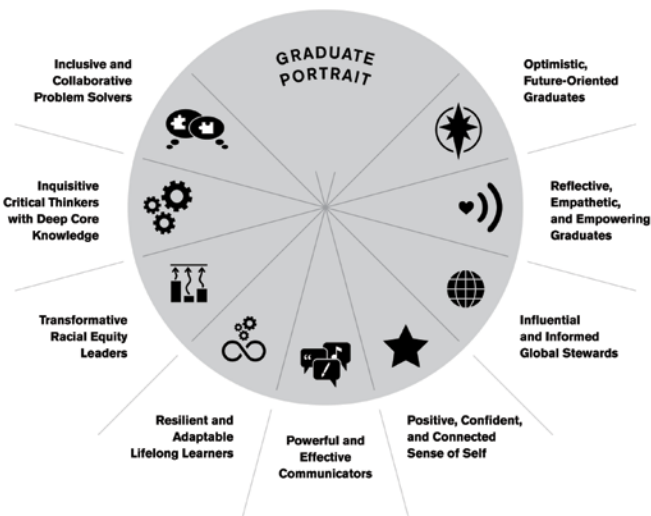 GRADUATE
PORTRAIT
Inclusive and
Collaborative
Problem Solvers
Optimistic,
Future-Oriented
Graduates
Inquisitive
Critical Thinkers
with Deep Core
Knowledge
Reflective,
Empathetic,
and Empowering
Graduates
Transformative
Racial Equity
Leaders
Influential
and Informed
Global Stewards
Resilient and
Adaptable
Lifelong Learners
Powerful and
Effective
Communicators
Positive, Confident,
and Connected
Sense of Self